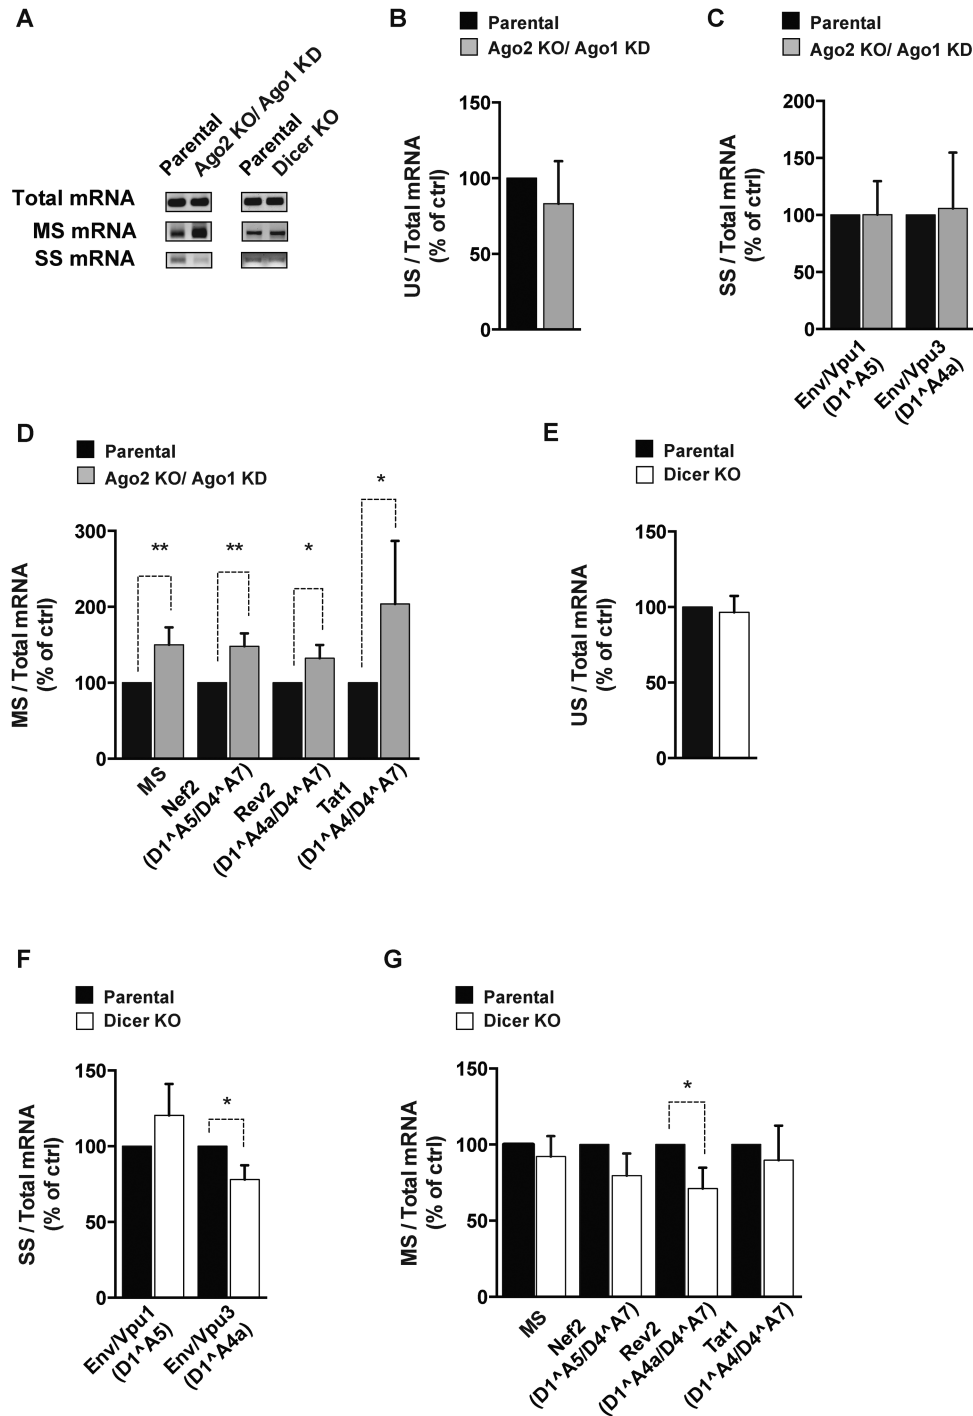 A
Parental
Ago2 KO/ Ago1 KD
Parental
Dicer KO
Total mRNA
MS mRNA
SS mRNA
B
Parental
Ago2 KO/ Ago1 KD
US / Total mRNA
(% of ctrl)
150
100
50
0
C
Parental
Ago2 KO/ Ago1 KD
SS / Total mRNA
(% of ctrl)
200
150
100
50
0
Env/Vpu1
(D1^A5)
Env/Vpu3
(D1^A4a)
D
Parental
Ago2 KO/ Ago1 KD
MS / Total mRNA
(% of ctrl)
300
200
100
0
**
**
*
*
MS
Nef2
(D1^A5/D4^A7)
Rev2
(D1^A4a/D4^A7)
Tat1
(D1^A4/D4^A7)
E
Parental
Dicer KO
US / Total mRNA
(% of ctrl)
150
100
50
0
F
Parental
Dicer KO
SS / Total mRNA
(% of ctrl)
150
100
50
0
*
Env/Vpu1
(D1^A5)
Env/Vpu3
(D1^A4a)
G
Parental
Dicer KO
MS / Total mRNA
(% of ctrl)
150
100
50
0
*
MS
Nef2
(D1^A5/D4^A7)
Rev2
(D1^A4a/D4^A7)
Tat1
(D1^A4/D4^A7)